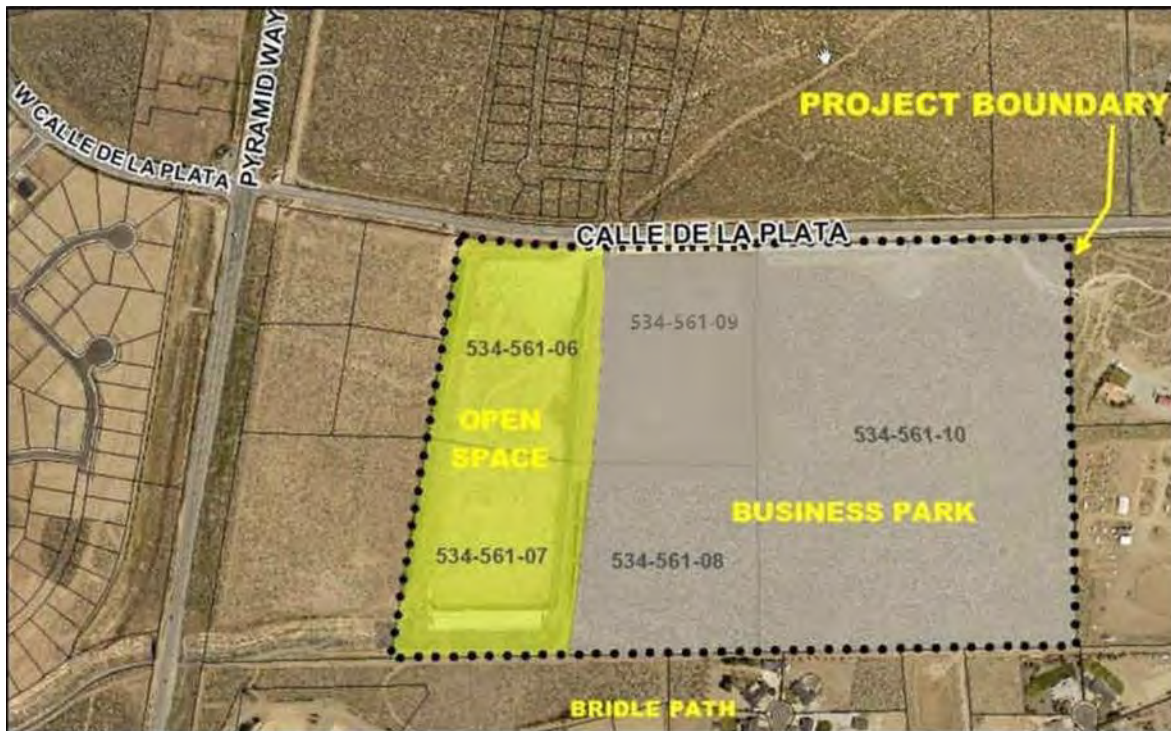 W CALLE DE LA PLATA
PYRAMID WAY
PROJECT BOUNDARY
CALLE DE LA PLATA
534-561-09
534-561-06
OPEN
SPACE
534-561-10
BUSINESS PARK
534-561-07
534-561-08
BRIDLE PATH